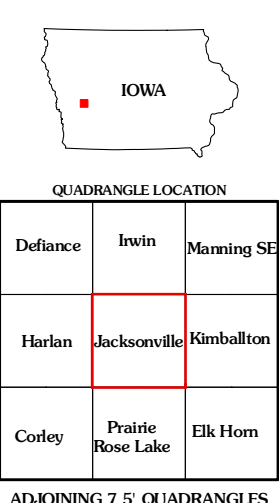 IOWA
QUADRANGLE LOCATION
Defiance Irwin Manning SE
Harlan Jacksonville Kimballton
Corley Prairie Rose Lake Elk Horn
ADJOINING 7.5' QUADRANGLES